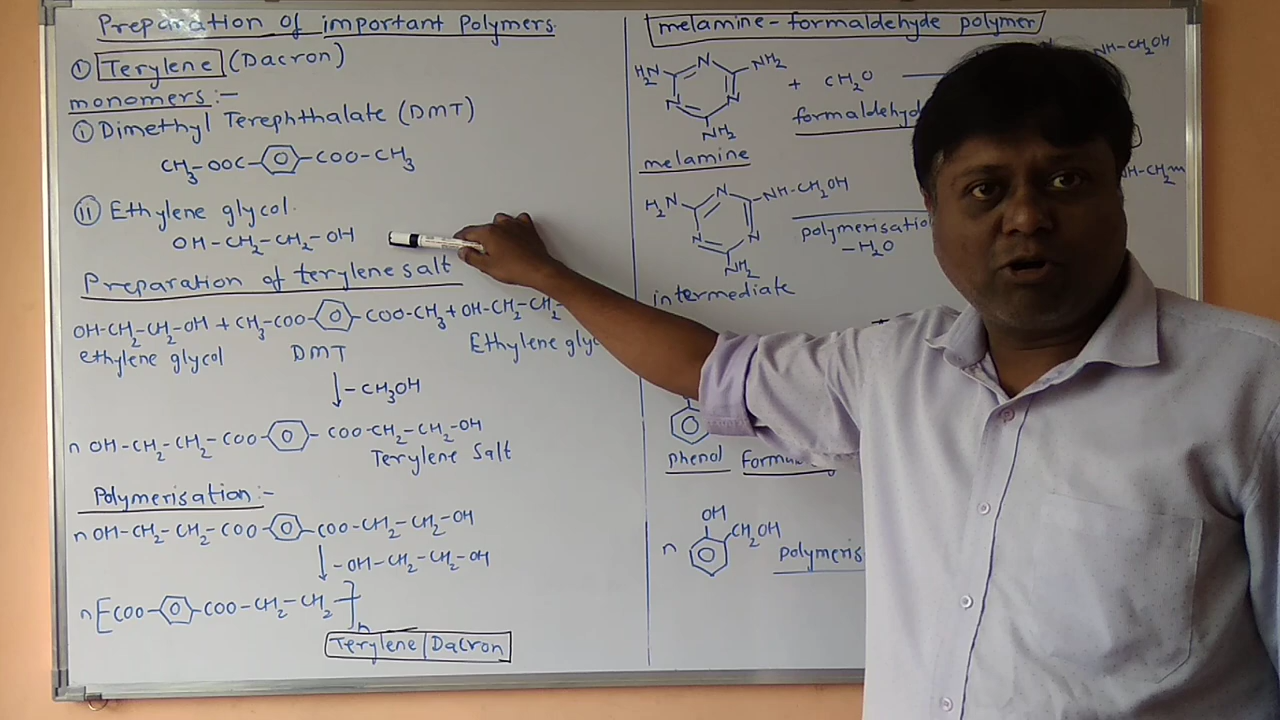 Preparation of important Polymers.
① Terylene (Dacron)
monomers:-
ⓘ Dimethyl Terephthalate (DMT)
CH₃-OOC-COO-CH₃
ⓘⓘ Ethylene glycol.
OH-CH₂-CH₂-OH
Preparation of terylene salt
OH-CH₂-CH₂-OH + CH₃-COO-COO-CH₃ + OH-CH₂-CH₂-
ethylene glycol DMT Ethylene
↓ -CH₃OH
n OH-CH₂-CH₂-COO-COO-CH₂-CH₂-OH
Terylene Salt
Polymerisation:-
n OH-CH₂-CH₂-COO-COO-CH₂-CH₂-OH
↓ -OH-CH₂-CH₂-OH
n[COO-COO-CH₂-CH₂]n
Terylene|Dacron
melamine-formaldehyde polymer
H₂N N NH₂ + CH₂O NH-CH₂OH
N N
NH₂
melamine
H₂N N NH-CH₂OH
N N
NH₂
-H₂O
intermediate
phenol
OH
n CH₂OH